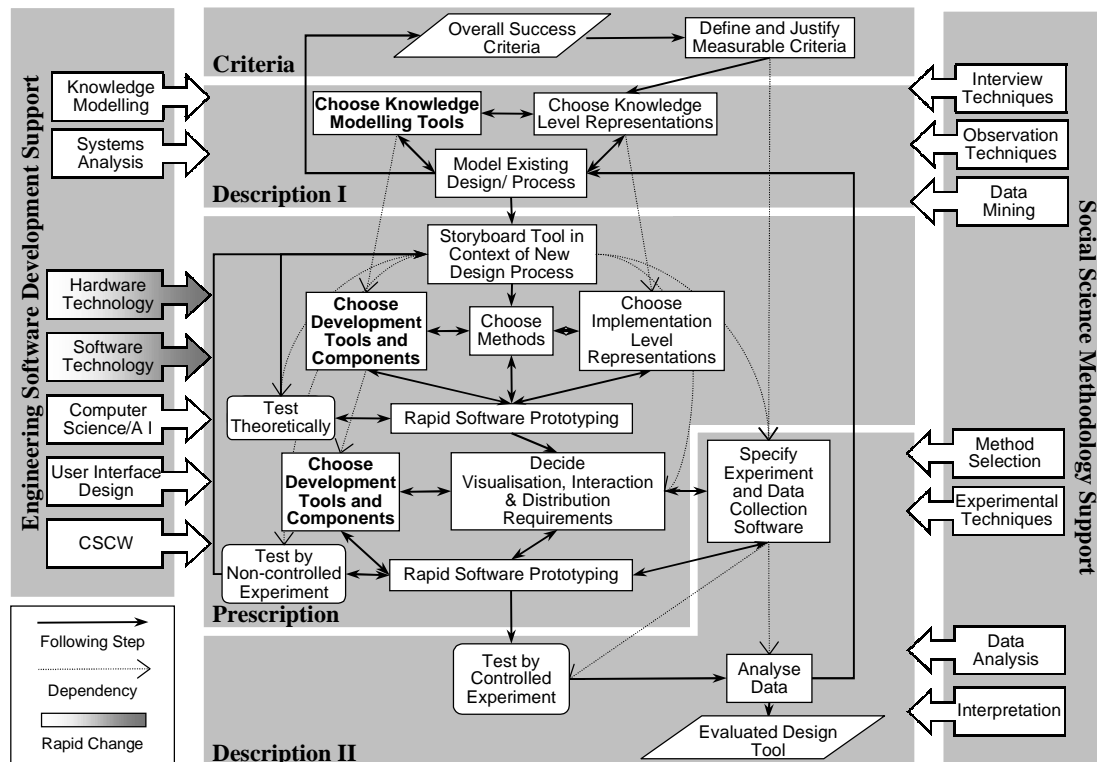 Engineering Software Development Support
Knowledge
Modelling
Systems
Analysis
Hardware
Technology
Software
Technology
Computer
Science/A I
User Interface
Design
CSCW
Following Step
Dependency
Rapid Change
Overall Success
Criteria
Define and Justify
Measurable Criteria
Criteria
Choose Knowledge
Modelling Tools
Choose Knowledge
Level Representations
Model Existing
Design/ Process
Description I
Storyboard Tool in
Context of New
Design Process
Choose
Development
Tools and
Components
Choose
Methods
Choose
Implementation
Level
Representations
Test
Theoretically
Rapid Software Prototyping
Choose
Development
Tools and
Components
Decide
Visualisation, Interaction
& Distribution
Requirements
Specify
Experiment
and Data
Collection
Software
Test by
Non-controlled
Experiment
Rapid Software Prototyping
Prescription
Test by
Controlled
Experiment
Analyse
Data
Evaluated Design
Tool
Description II
Interview
Techniques
Observation
Techniques
Data
Mining
Method
Selection
Experimental
Techniques
Data
Analysis
Interpretation
Social Science Methodology Support